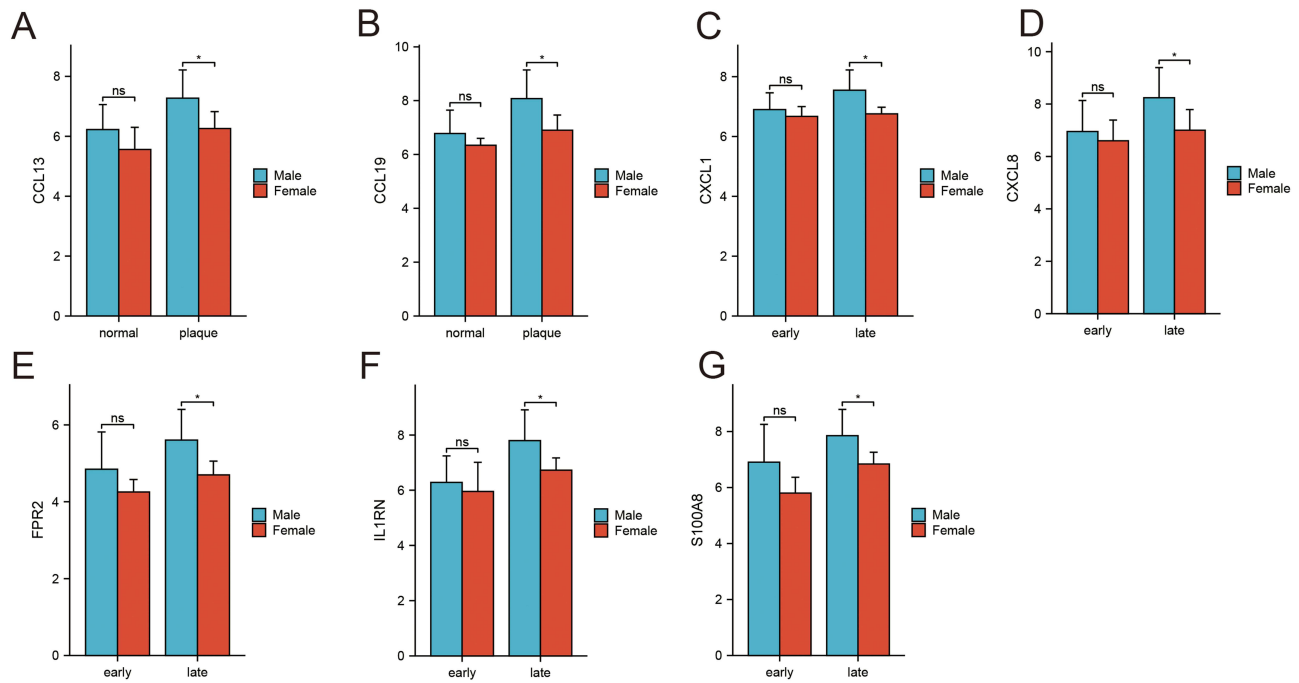 A
CCL13
8
6
4
2
0
ns
*
normal
plaque
Male
Female
B
CCL19
10
8
6
4
2
0
ns
*
normal
plaque
Male
Female
C
CXCL1
8
6
4
2
0
ns
*
early
late
Male
Female
D
CXCL8
10
8
6
4
2
0
ns
*
early
late
Male
Female
E
FPR2
6
4
2
0
ns
*
early
late
Male
Female
F
IL1RN
8
6
4
2
0
ns
*
early
late
Male
Female
G
S100A8
8
6
4
2
0
ns
*
early
late
Male
Female